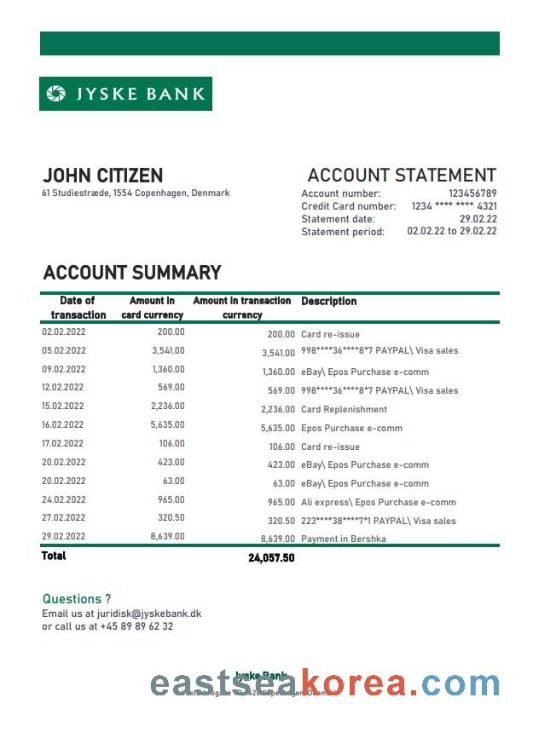 JYSKE BANK
JOHN CITIZEN
61 Studiestræde, 1554 Copenhagen, Denmark
ACCOUNT STATEMENT
Account number: 123456789
Credit Card number: 1234 **** **** 4321
Statement date: 29.02.22
Statement period: 02.02.22 to 29.02.22
ACCOUNT SUMMARY
Date of transaction Amount in card currency Amount in transaction currency Description
02.02.2022 200.00 200.00 Card re-issue
05.02.2022 3,541.00 3,541.00 998****36****8*7 PAYPAL\ Visa sales
09.02.2022 1,360.00 1,360.00 eBay\ Epos Purchase e-comm
12.02.2022 569.00 569.00 998****36****8*7 PAYPAL\ Visa sales
15.02.2022 2,236.00 2,236.00 Card Replenishment
16.02.2022 5,635.00 5,635.00 Epos Purchase e-comm
17.02.2022 106.00 106.00 Card re-issue
20.02.2022 423.00 423.00 eBay\ Epos Purchase e-comm
20.02.2022 63.00 63.00 eBay\ Epos Purchase e-comm
24.02.2022 965.00 965.00 Ali express\ Epos Purchase e-comm
27.02.2022 320.50 320.50 223****38****7*1 PAYPAL\ Visa sales
29.02.2022 8,639.00 8,639.00 Payment in Bershka
Total 24,057.50
Questions ?
Email us at juridisk@jyskebank.dk
or call us at +45 89 89 62 32
Jyske Bank
eastseakorea.com